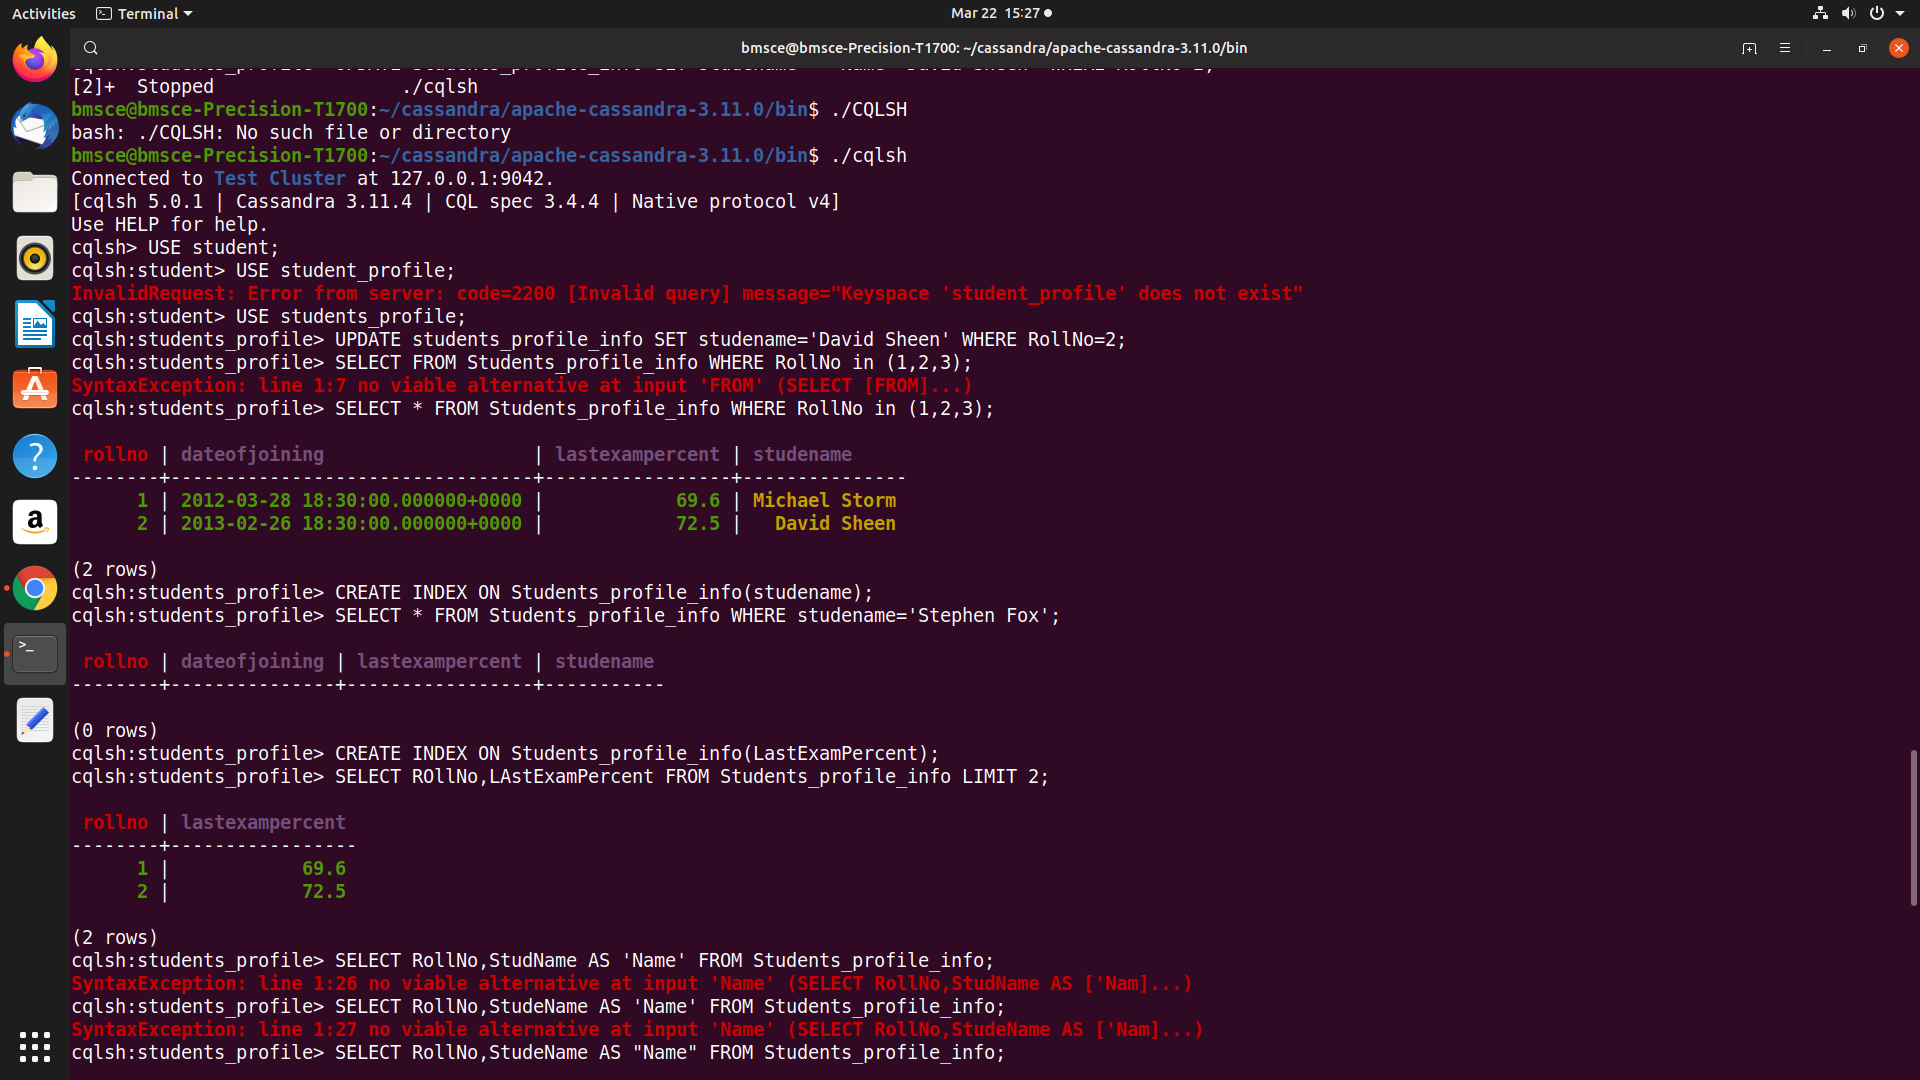 Activities Terminal Mar 22 15:27
bmsce@bmsce-Precision-T1700: ~/cassandra/apache-cassandra-3.11.0/bin
[2]+  Stopped                 ./cqlsh
bmsce@bmsce-Precision-T1700:~/cassandra/apache-cassandra-3.11.0/bin$ ./CQLSH
bash: ./CQLSH: No such file or directory
bmsce@bmsce-Precision-T1700:~/cassandra/apache-cassandra-3.11.0/bin$ ./cqlsh
Connected to Test Cluster at 127.0.0.1:9042.
[cqlsh 5.0.1 | Cassandra 3.11.4 | CQL spec 3.4.4 | Native protocol v4]
Use HELP for help.
cqlsh> USE student;
cqlsh:student> USE student_profile;
InvalidRequest: Error from server: code=2200 [Invalid query] message="Keyspace 'student_profile' does not exist"
cqlsh:student> USE students_profile;
cqlsh:students_profile> UPDATE students_profile_info SET studename='David Sheen' WHERE RollNo=2;
cqlsh:students_profile> SELECT FROM Students_profile_info WHERE RollNo in (1,2,3);
SyntaxException: line 1:7 no viable alternative at input 'FROM' (SELECT [FROM]...)
cqlsh:students_profile> SELECT * FROM Students_profile_info WHERE RollNo in (1,2,3);
 rollno | dateofjoining                   | lastexampercent | studename
--------+---------------------------------+-----------------+---------------
      1 | 2012-03-28 18:30:00.000000+0000 |            69.6 | Michael Storm
      2 | 2013-02-26 18:30:00.000000+0000 |            72.5 |   David Sheen
(2 rows)
cqlsh:students_profile> CREATE INDEX ON Students_profile_info(studename);
cqlsh:students_profile> SELECT * FROM Students_profile_info WHERE studename='Stephen Fox';
 rollno | dateofjoining | lastexampercent | studename
--------+---------------+-----------------+-----------
(0 rows)
cqlsh:students_profile> CREATE INDEX ON Students_profile_info(LastExamPercent);
cqlsh:students_profile> SELECT ROllNo,LAstExamPercent FROM Students_profile_info LIMIT 2;
 rollno | lastexampercent
--------+-----------------
      1 |            69.6
      2 |            72.5
(2 rows)
cqlsh:students_profile> SELECT RollNo,StudName AS 'Name' FROM Students_profile_info;
SyntaxException: line 1:26 no viable alternative at input 'Name' (SELECT RollNo,StudName AS ['Nam]...)
cqlsh:students_profile> SELECT RollNo,StudeName AS 'Name' FROM Students_profile_info;
SyntaxException: line 1:27 no viable alternative at input 'Name' (SELECT RollNo,StudeName AS ['Nam]...)
cqlsh:students_profile> SELECT RollNo,StudeName AS "Name" FROM Students_profile_info;